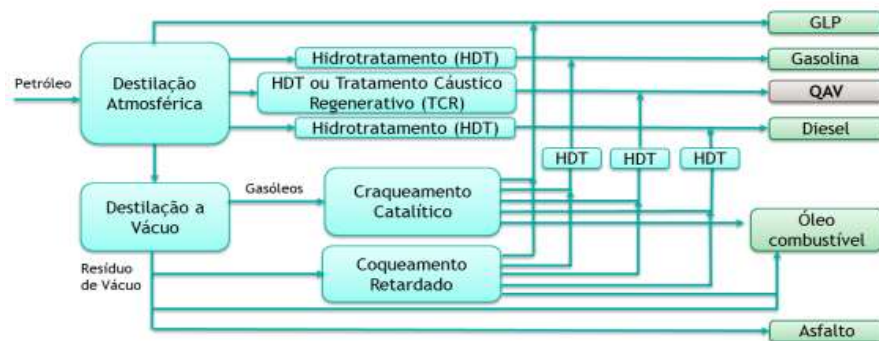 GLP
Petróleo
Destilação
Atmosférica
Hidrotratamento (HDT)
Gasolina
HDT ou Tratamento Cáustico
Regenerativo (TCR)
QAV
Hidrotratamento (HDT)
Diesel
HDT
HDT
HDT
Destilação a
Vácuo
Gasóleos
Craqueamento
Catalítico
Óleo
combustível
Resíduo
de Vácuo
Coqueamento
Retardado
Asfalto